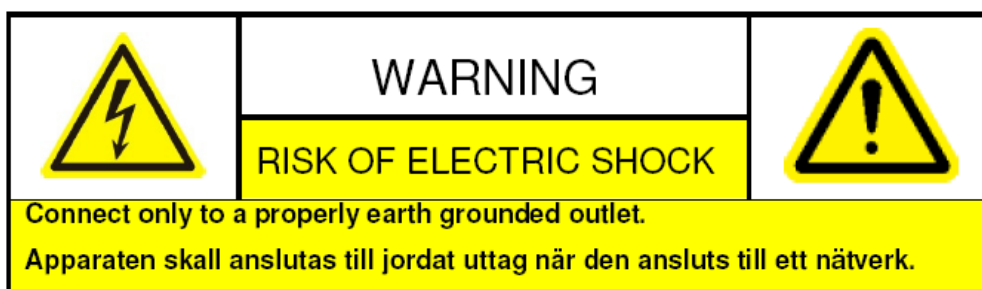 WARNING
RISK OF ELECTRIC SHOCK
Connect only to a properly earth grounded outlet.
Apparaten skall anslutas till jordat uttag när den ansluts till ett nätverk.